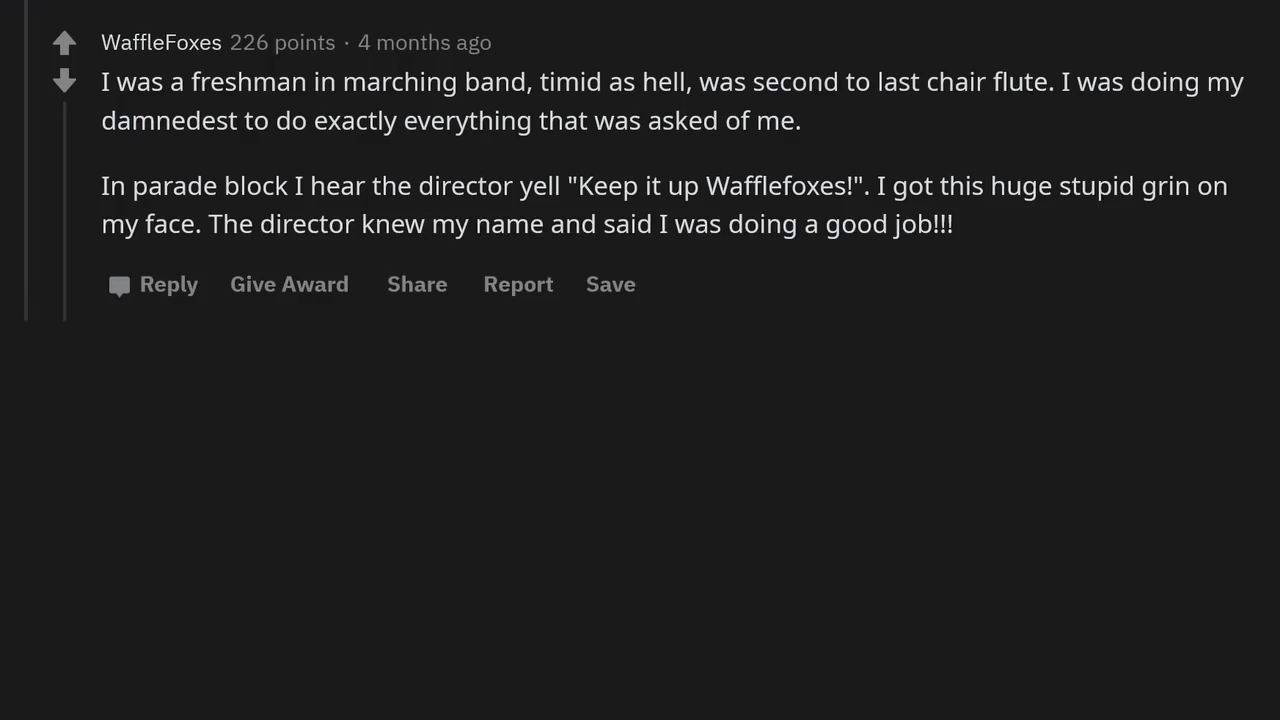 WaffleFoxes 226 points · 4 months ago
I was a freshman in marching band, timid as hell, was second to last chair flute. I was doing my
damnedest to do exactly everything that was asked of me.
In parade block I hear the director yell "Keep it up Wafflefoxes!". I got this huge stupid grin on
my face. The director knew my name and said I was doing a good job!!!
Reply Give Award Share Report Save